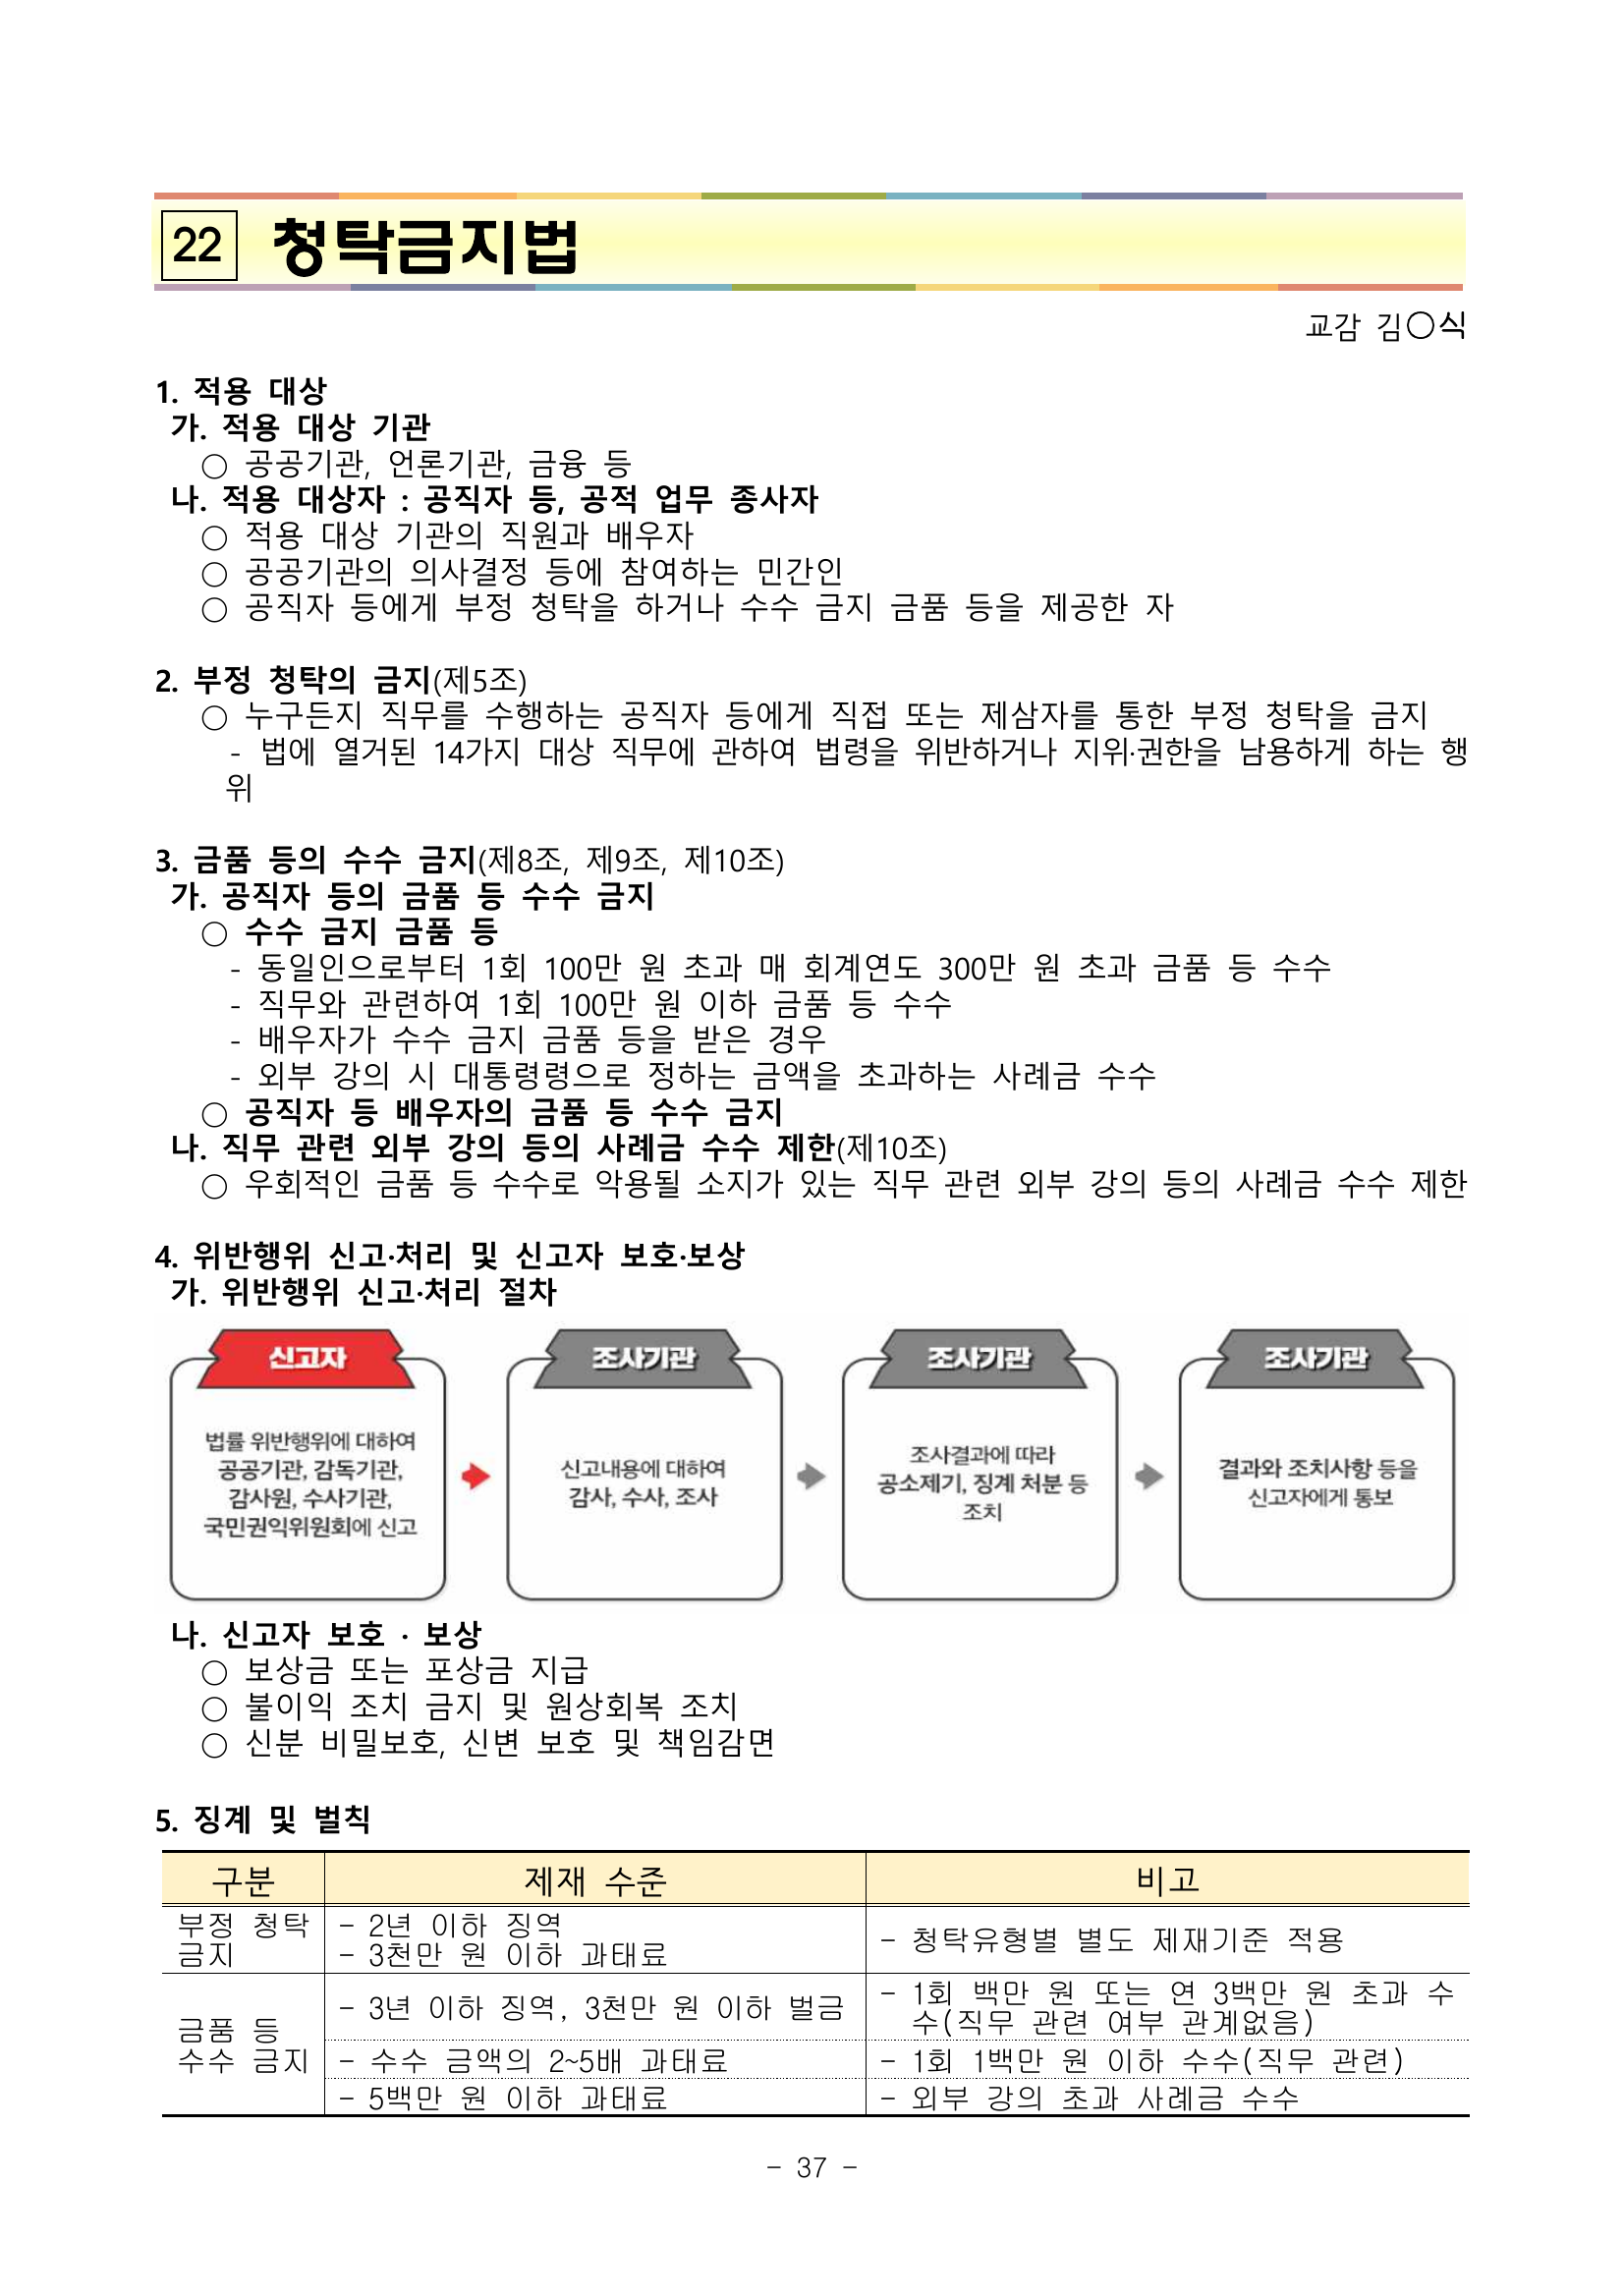 22 청탁금지법
교감 김○식
1. 적용 대상
가. 적용 대상 기관
○ 공공기관, 언론기관, 금융 등
나. 적용 대상자 : 공직자 등, 공적 업무 종사자
○ 적용 대상 기관의 직원과 배우자
○ 공공기관의 의사결정 등에 참여하는 민간인
○ 공직자 등에게 부정 청탁을 하거나 수수 금지 금품 등을 제공한 자
2. 부정 청탁의 금지(제5조)
○ 누구든지 직무를 수행하는 공직자 등에게 직접 또는 제삼자를 통한 부정 청탁을 금지
- 법에 열거된 14가지 대상 직무에 관하여 법령을 위반하거나 지위·권한을 남용하게 하는 행
위
3. 금품 등의 수수 금지(제8조, 제9조, 제10조)
가. 공직자 등의 금품 등 수수 금지
○ 수수 금지 금품 등
- 동일인으로부터 1회 100만 원 초과 매 회계연도 300만 원 초과 금품 등 수수
- 직무와 관련하여 1회 100만 원 이하 금품 등 수수
- 배우자가 수수 금지 금품 등을 받은 경우
- 외부 강의 시 대통령령으로 정하는 금액을 초과하는 사례금 수수
○ 공직자 등 배우자의 금품 등 수수 금지
나. 직무 관련 외부 강의 등의 사례금 수수 제한(제10조)
○ 우회적인 금품 등 수수로 악용될 소지가 있는 직무 관련 외부 강의 등의 사례금 수수 제한
4. 위반행위 신고·처리 및 신고자 보호·보상
가. 위반행위 신고·처리 절차
신고자
법률 위반행위에 대하여
공공기관, 감독기관,
감사원, 수사기관,
국민권익위원회에 신고
조사기관
신고내용에 대하여
감사, 수사, 조사
조사기관
조사결과에 따라
공소제기, 징계 처분 등
조치
조사기관
결과와 조치사항 등을
신고자에게 통보
나. 신고자 보호 · 보상
○ 보상금 또는 포상금 지급
○ 불이익 조치 금지 및 원상회복 조치
○ 신분 비밀보호, 신변 보호 및 책임감면
5. 징계 및 벌칙
구분 제재 수준 비고
부정 청탁
금지
- 2년 이하 징역
- 3천만 원 이하 과태료
- 청탁유형별 별도 제재기준 적용
금품 등
수수 금지
- 3년 이하 징역, 3천만 원 이하 벌금
- 1회 백만 원 또는 연 3백만 원 초과 수
수(직무 관련 여부 관계없음)
- 수수 금액의 2~5배 과태료
- 1회 1백만 원 이하 수수(직무 관련)
- 5백만 원 이하 과태료
- 외부 강의 초과 사례금 수수
- 37 -